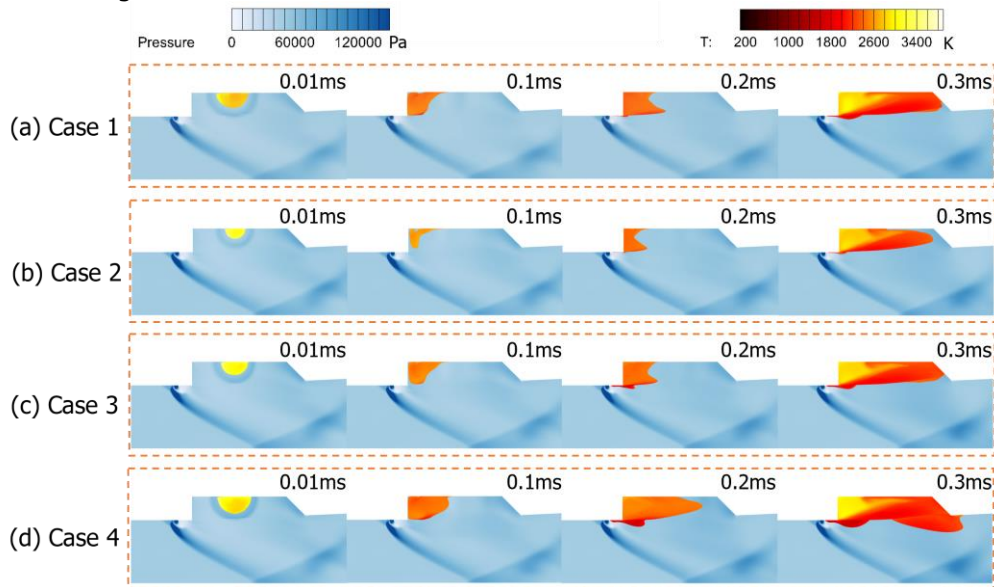 Pressure 0 60000 120000 Pa
T: 200 1000 1800 2600 3400 K
(a) Case 1
0.01ms 0.1ms 0.2ms 0.3ms
(b) Case 2
0.01ms 0.1ms 0.2ms 0.3ms
(c) Case 3
0.01ms 0.1ms 0.2ms 0.3ms
(d) Case 4
0.01ms 0.1ms 0.2ms 0.3ms